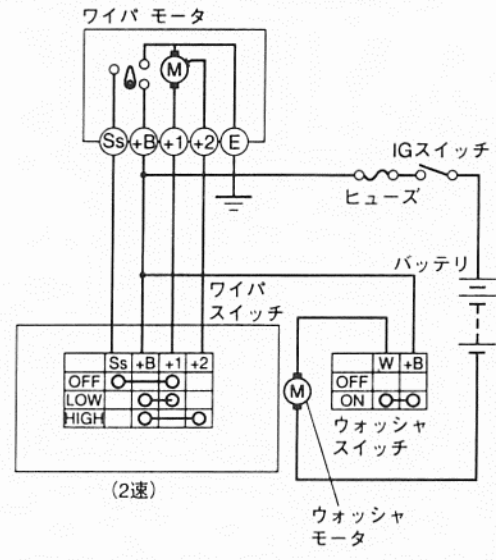 ワイパ モータ
M
Ss +B +1 +2 E
IGスイッチ
ヒューズ
バッテリ
ワイパ
スイッチ
Ss +B +1 +2
OFF
LOW
HIGH
(2速)
M
W +B
OFF
ON
ウォッシャ
スイッチ
ウォッシャ
モータ